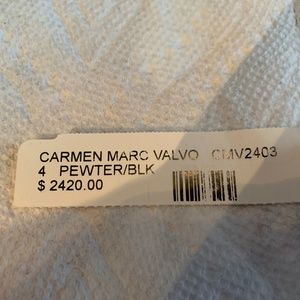 CARMEN MARC VALVO CMV2403
4 PEWTER/BLK
$ 2420.00